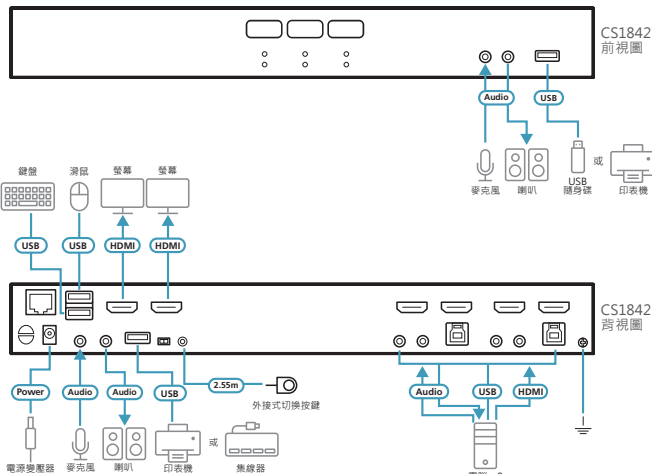 CS1842
前視圖
Audio
USB
麥克風
喇叭
USB
隨身碟
或
印表機
鍵盤
滑鼠
螢幕
螢幕
USB
USB
HDMI
HDMI
CS1842
背視圖
Power
Audio
Audio
USB
2.55m
外接式切換按鍵
Audio
USB
HDMI
電源變壓器
麥克風
喇叭
印表機
或
集線器